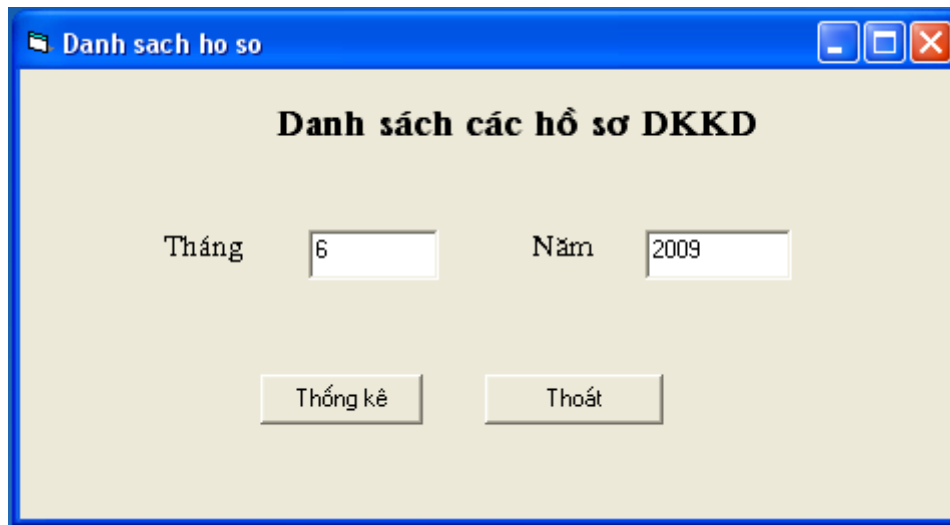 Danh sach ho so
Danh sách các hồ sơ DKKD
Tháng 6 Năm 2009
Thống kê Thoát